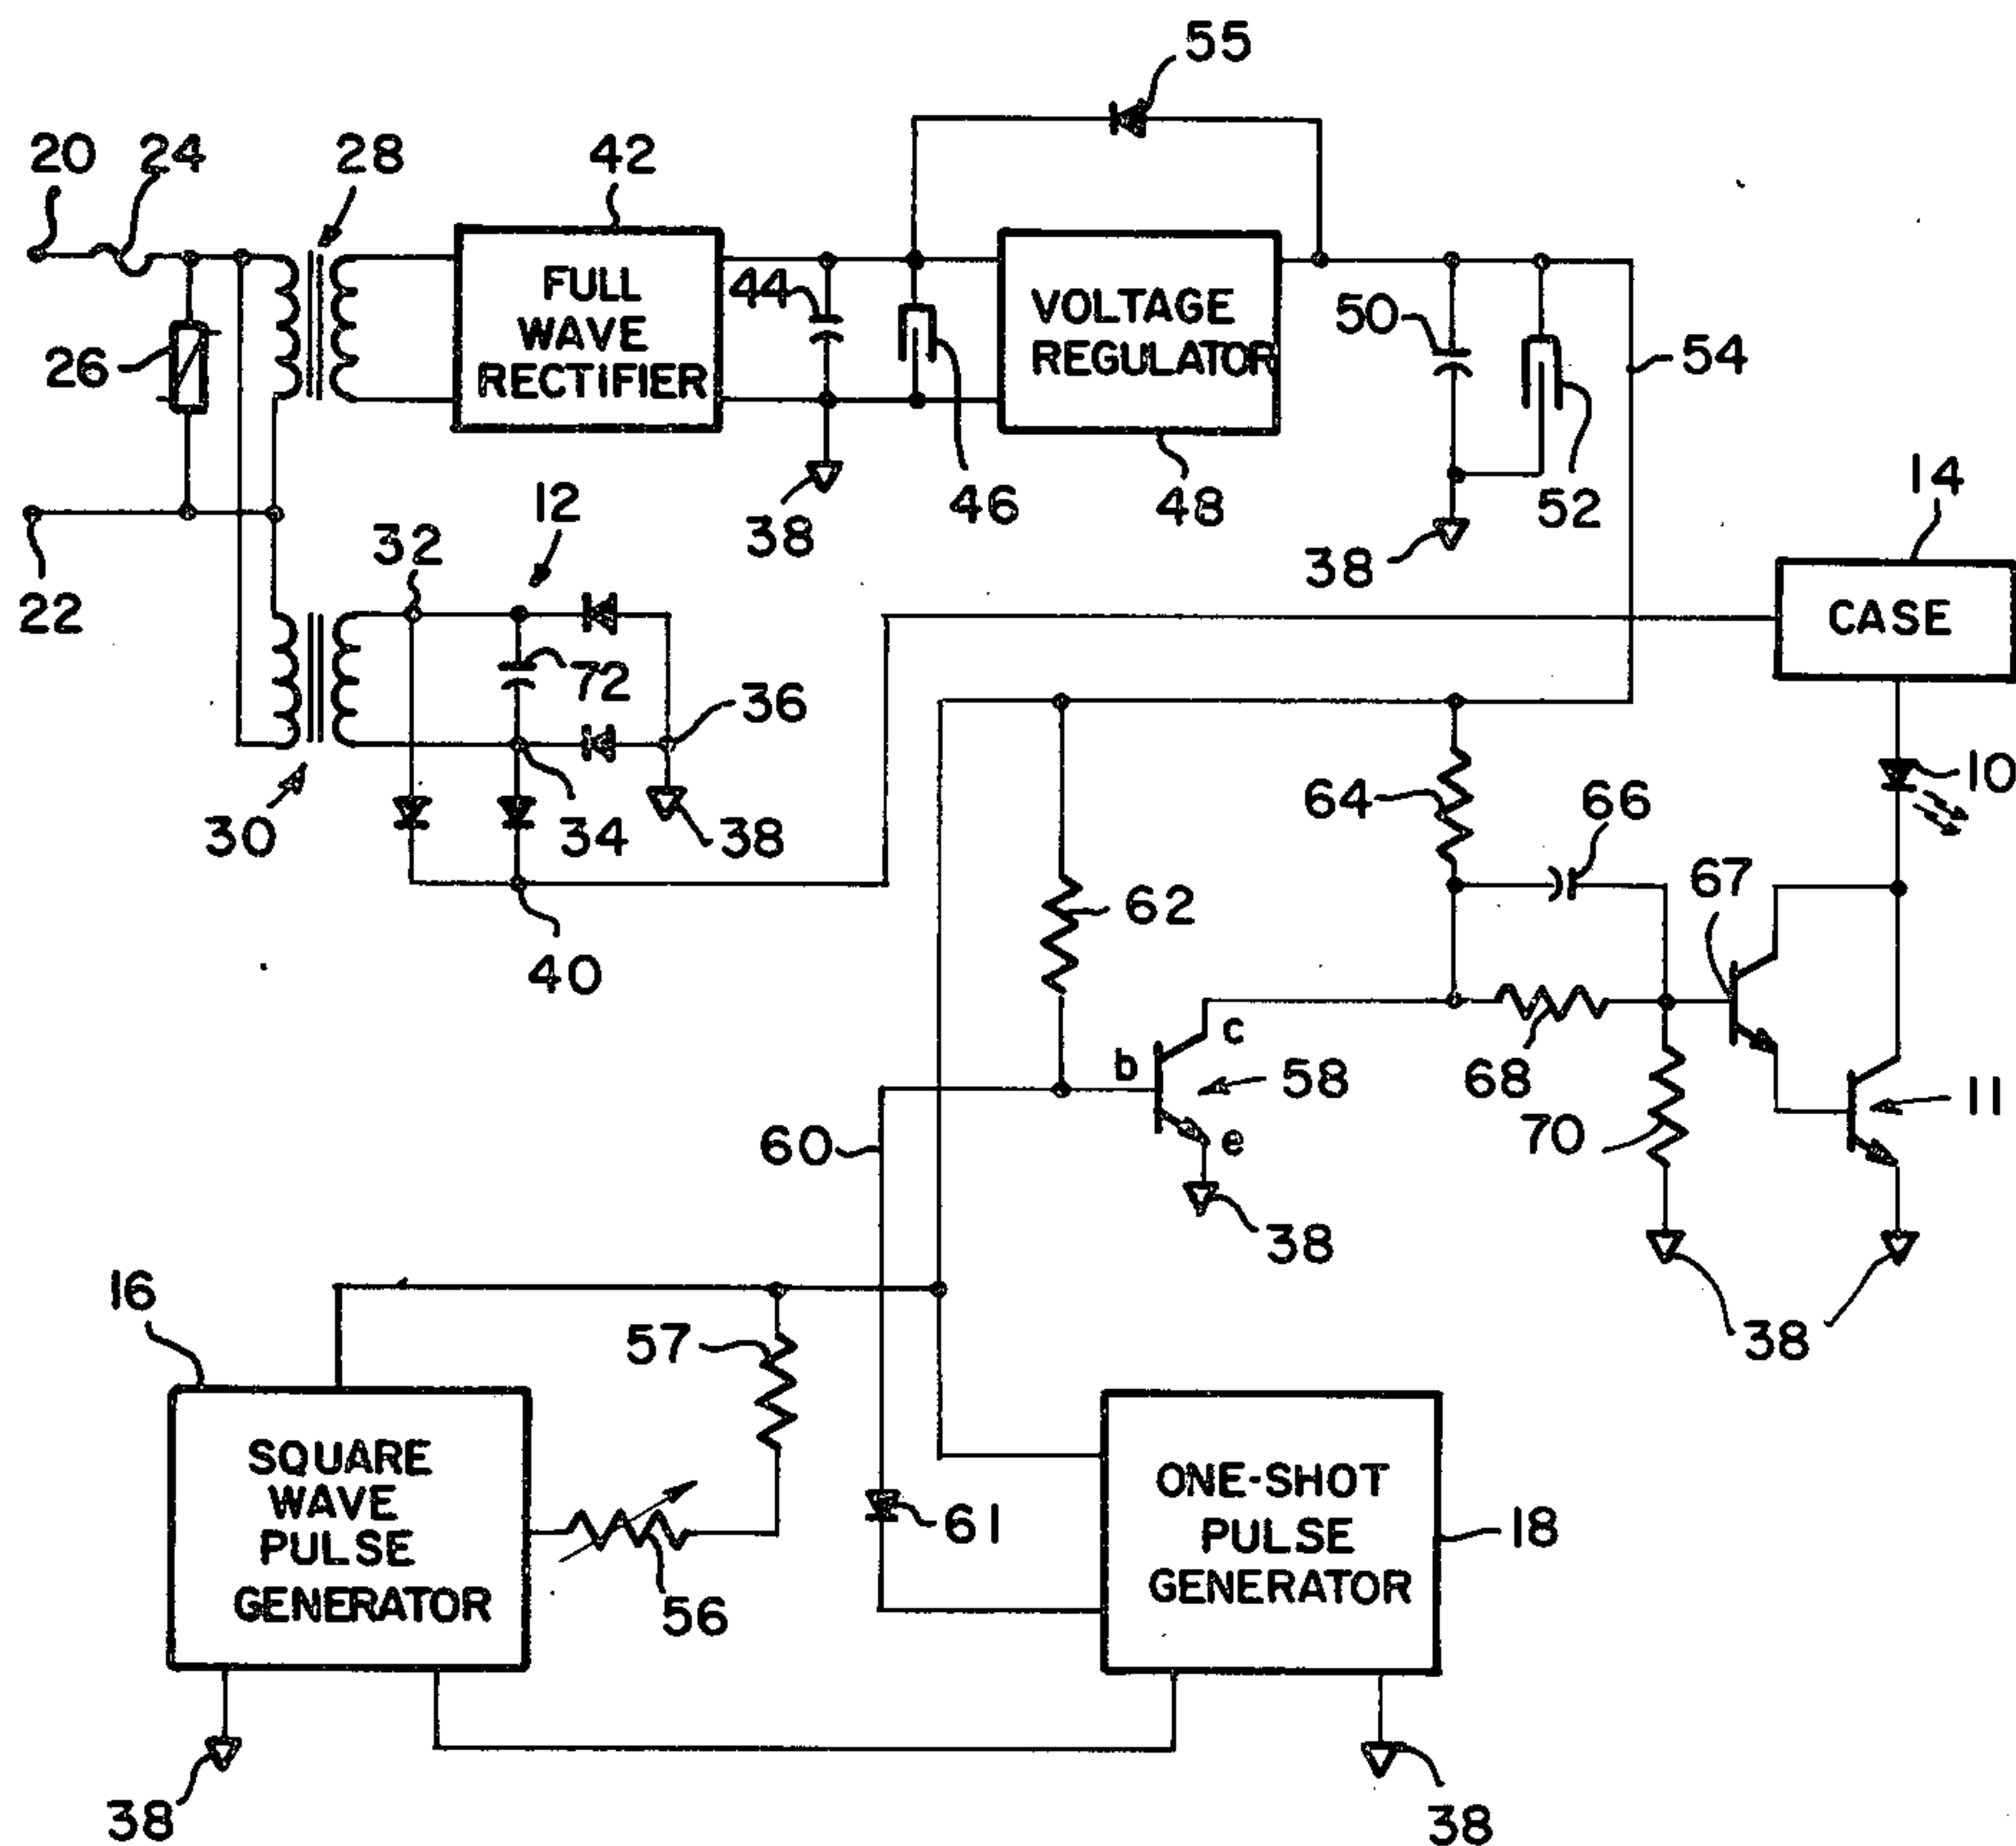 55
20 24 28 42
FULL
WAVE
RECTIFIER
44
VOLTAGE
REGULATOR
50
54
26
38 46 48 38 52
14
CASE
12
32
22
72
36
30
34 38
40
10
64 66
62
67
68
70
11
b c e
58
60
38
38
16
57
SQUARE
WAVE
PULSE
GENERATOR
56
61
ONE-SHOT
PULSE
GENERATOR
18
38
38